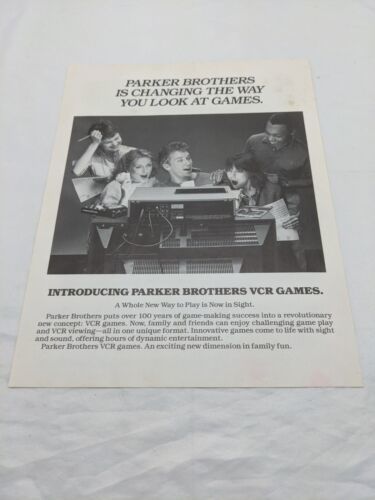 PARKER BROTHERS
IS CHANGING THE WAY
YOU LOOK AT GAMES.
INTRODUCING PARKER BROTHERS VCR GAMES.
A Whole New Way to Play is Now in Sight.
Parker Brothers puts over 100 years of game-making success into a revolutionary
new concept: VCR games. Now, family and friends can enjoy challenging game play
and VCR viewing—all in one unique format. Innovative games come to life with sight
and sound, offering hours of dynamic entertainment.
Parker Brothers VCR games. An exciting new dimension in family fun.